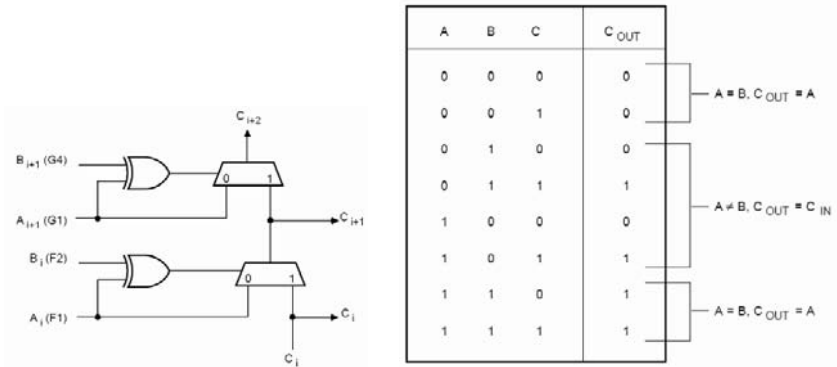 C i+2
B i+1 (G4)
0 1
A i+1 (G1)
C i+1
B i (F2)
0 1
A i (F1)
C i
C i
A B C C OUT
0 0 0 0
0 0 1 0
A = B, C OUT = A
0 1 0 0
0 1 1 1
1 0 0 0
1 0 1 1
A ≠ B, C OUT = C IN
1 1 0 1
1 1 1 1
A = B, C OUT = A